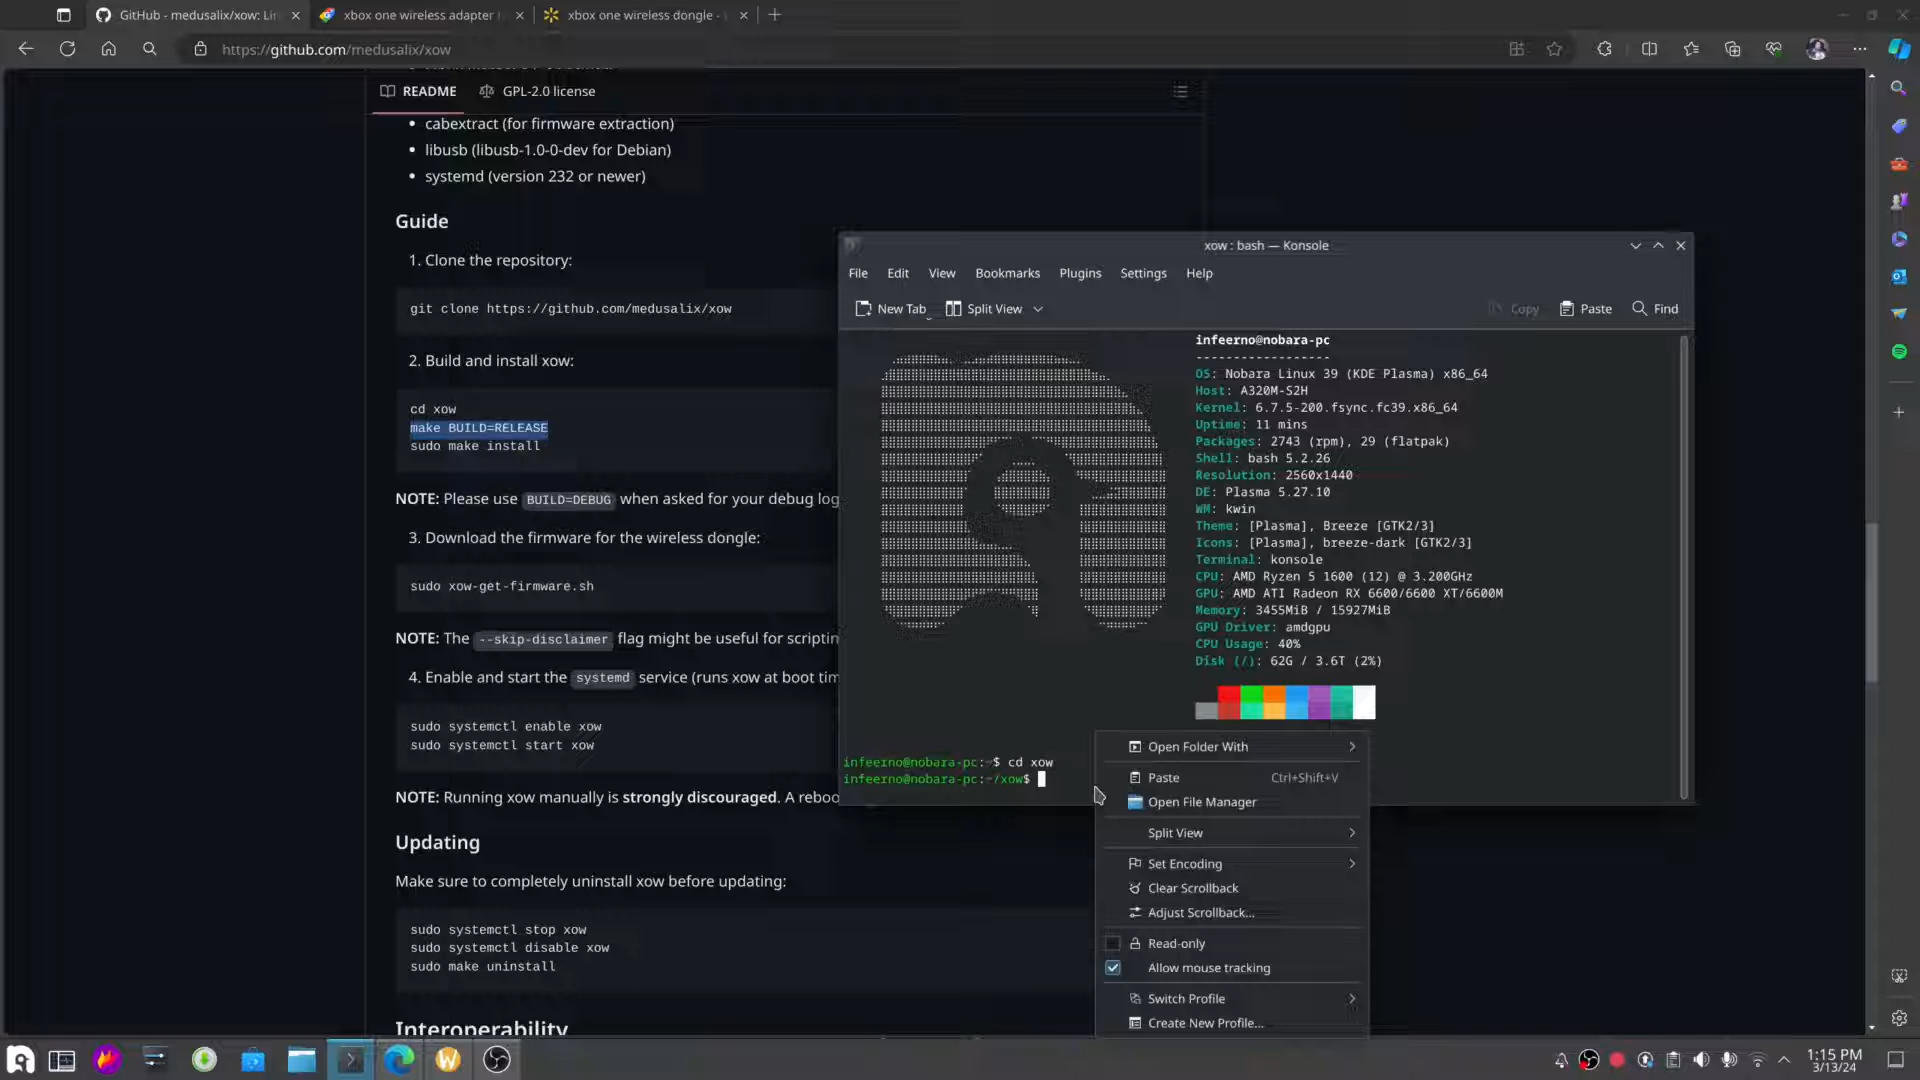 GitHub - medusalix/xow: Lin
xbox one wireless adapter
xbox one wireless dongle -
https://github.com/medusalix/xow
README
GPL-2.0 license
cabextract (for firmware extraction)
libusb (libusb-1.0-0-dev for Debian)
systemd (version 232 or newer)
Guide
1. Clone the repository:
git clone https://github.com/medusalix/xow
2. Build and install xow:
cd xow
make BUILD=RELEASE
sudo make install
NOTE: Please use BUILD=DEBUG when asked for your debug log
3. Download the firmware for the wireless dongle:
sudo xow-get-firmware.sh
NOTE: The --skip-disclaimer flag might be useful for scriptin
4. Enable and start the systemd service (runs xow at boot tim
sudo systemctl enable xow
sudo systemctl start xow
NOTE: Running xow manually is strongly discouraged. A reboo
Updating
Make sure to completely uninstall xow before updating:
sudo systemctl stop xow
sudo systemctl disable xow
sudo make uninstall
Interoperability
xow : bash — Konsole
File Edit View Bookmarks Plugins Settings Help
New Tab Split View Copy Paste Find
infeerno@nobara-pc
------------------
OS: Nobara Linux 39 (KDE Plasma) x86_64
Host: A320M-S2H
Kernel: 6.7.5-200.fsync.fc39.x86_64
Uptime: 11 mins
Packages: 2743 (rpm), 29 (flatpak)
Shell: bash 5.2.26
Resolution: 2560x1440
DE: Plasma 5.27.10
WM: kwin
Theme: [Plasma], Breeze [GTK2/3]
Icons: [Plasma], breeze-dark [GTK2/3]
Terminal: konsole
CPU: AMD Ryzen 5 1600 (12) @ 3.200GHz
GPU: AMD ATI Radeon RX 6600/6600 XT/6600M
Memory: 3455MiB / 15927MiB
GPU Driver: amdgpu
CPU Usage: 40%
Disk (/): 62G / 3.6T (2%)
infeerno@nobara-pc:~$ cd xow
infeerno@nobara-pc:~/xow$
Open Folder With
Paste Ctrl+Shift+V
Open File Manager
Split View
Set Encoding
Clear Scrollback
Adjust Scrollback...
Read-only
Allow mouse tracking
Switch Profile
Create New Profile...
1:15 PM
3/13/24